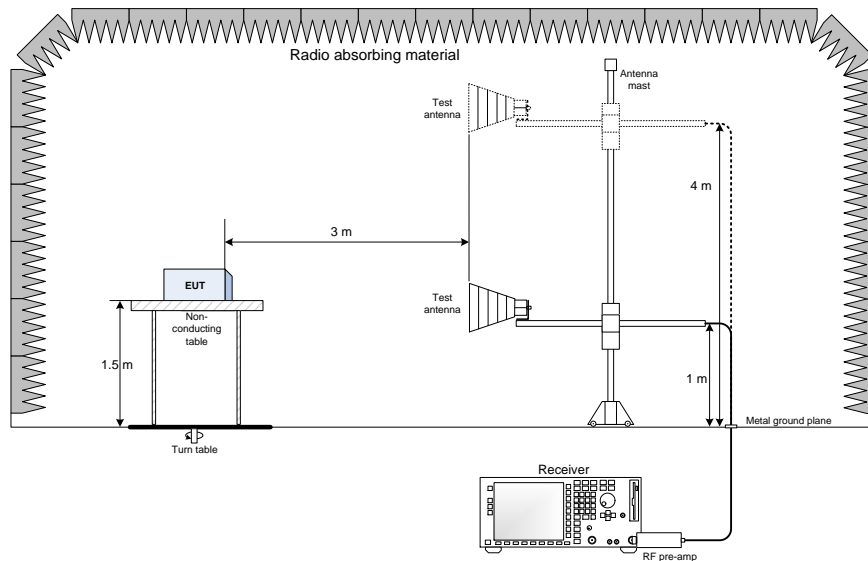 Radio absorbing material
Antenna
mast
Test
antenna
4 m
3 m
EUT
Test
antenna
Non-
conducting
table
1.5 m
1 m
Metal ground plane
Turn table
Receiver
RF pre-amp